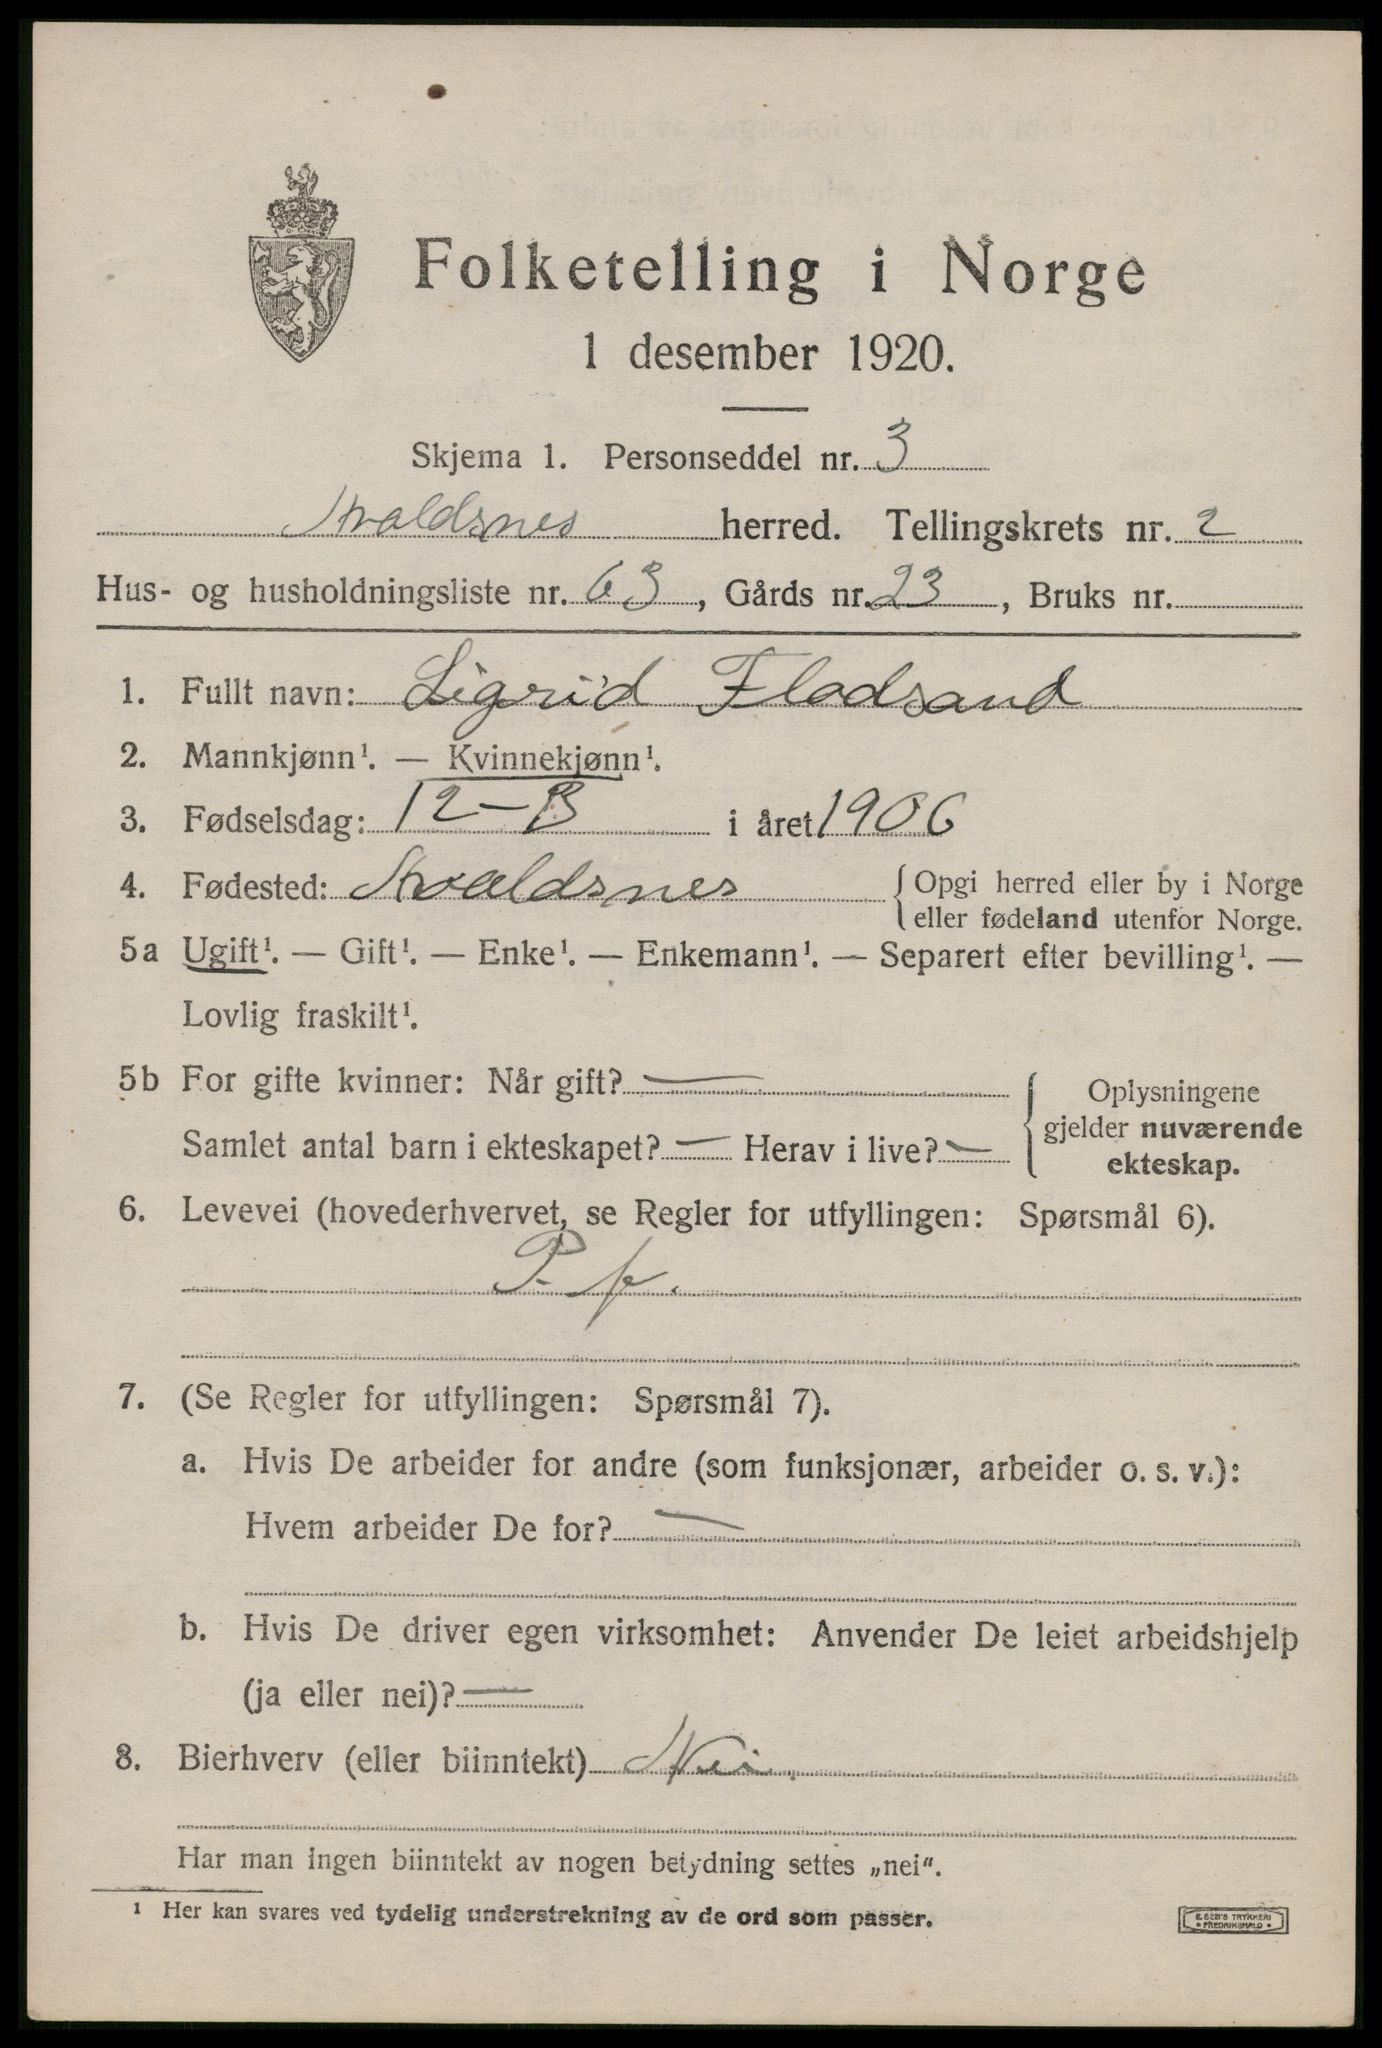 Folketelling i Norge
1 desember 1920.
Skjema 1. Personseddel nr. 3
Avaldsnes herred. Tellingskrets nr. 2
Hus- og husholdningsliste nr. 63, Gårds nr. 23, Bruks nr.
1. Fullt navn: Sigrid Fladsand
2. Mannkjønn¹. — Kvinnekjønn¹.
3. Fødselsdag: 12-3 i året 1906
4. Fødested: Avaldsnes { Opgi herred eller by i Norge
eller fødeland utenfor Norge.
5a Ugift¹. — Gift¹. — Enke¹. — Enkemann¹. — Separert efter bevilling¹. —
Lovlig fraskilt¹.
5b For gifte kvinner: Når gift? —
Samlet antal barn i ekteskapet? — Herav i live? —
{ Oplysningene
gjelder nuværende
ekteskap.
6. Levevei (hovederhvervet, se Regler for utfyllingen: Spørsmål 6).
P. f.
7. (Se Regler for utfyllingen: Spørsmål 7).
a. Hvis De arbeider for andre (som funksjonær, arbeider o. s. v.):
Hvem arbeider De for? —
b. Hvis De driver egen virksomhet: Anvender De leiet arbeidshjelp
(ja eller nei)? —
8. Bierhverv (eller biinntekt) Nei.
Har man ingen biinntekt av nogen betydning settes „nei“.
¹ Her kan svares ved tydelig understrekning av de ord som passer.
E. SEM'S TRYKKERI
• FREDRIKSHALD •